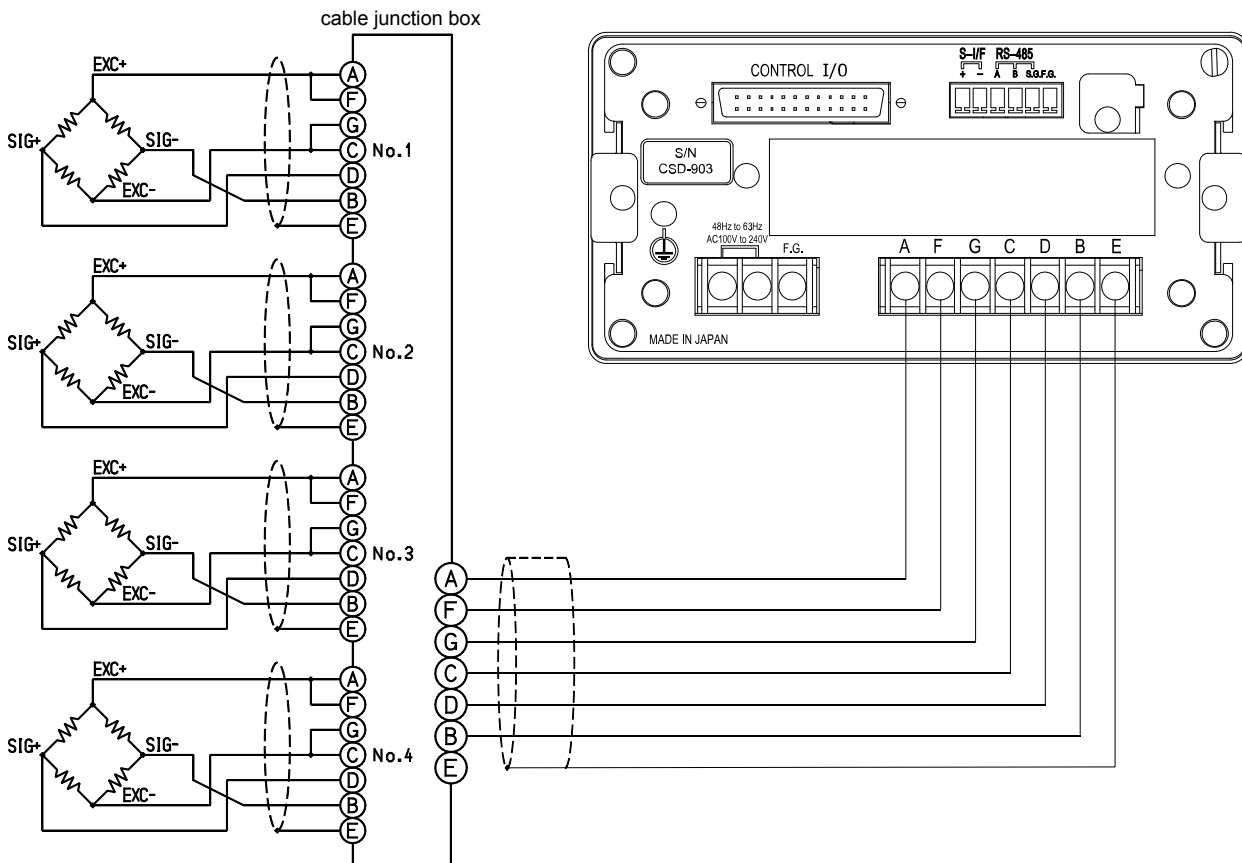 cable junction box
EXC+
SIG+
SIG-
EXC-
A
F
G
C No.1
D
B
E
EXC+
SIG+
SIG-
EXC-
A
F
G
C No.2
D
B
E
EXC+
SIG+
SIG-
EXC-
A
F
G
C No.3
D
B
E
EXC+
SIG+
SIG-
EXC-
A
F
G
C No.4
D
B
E
A
F
G
C
D
B
E
CONTROL I/O
S-I/F RS-485
+ - A B S.G.F.G.
S/N
CSD-903
48Hz to 63Hz
AC100V to 240V
F.G.
A F G C D B E
MADE IN JAPAN